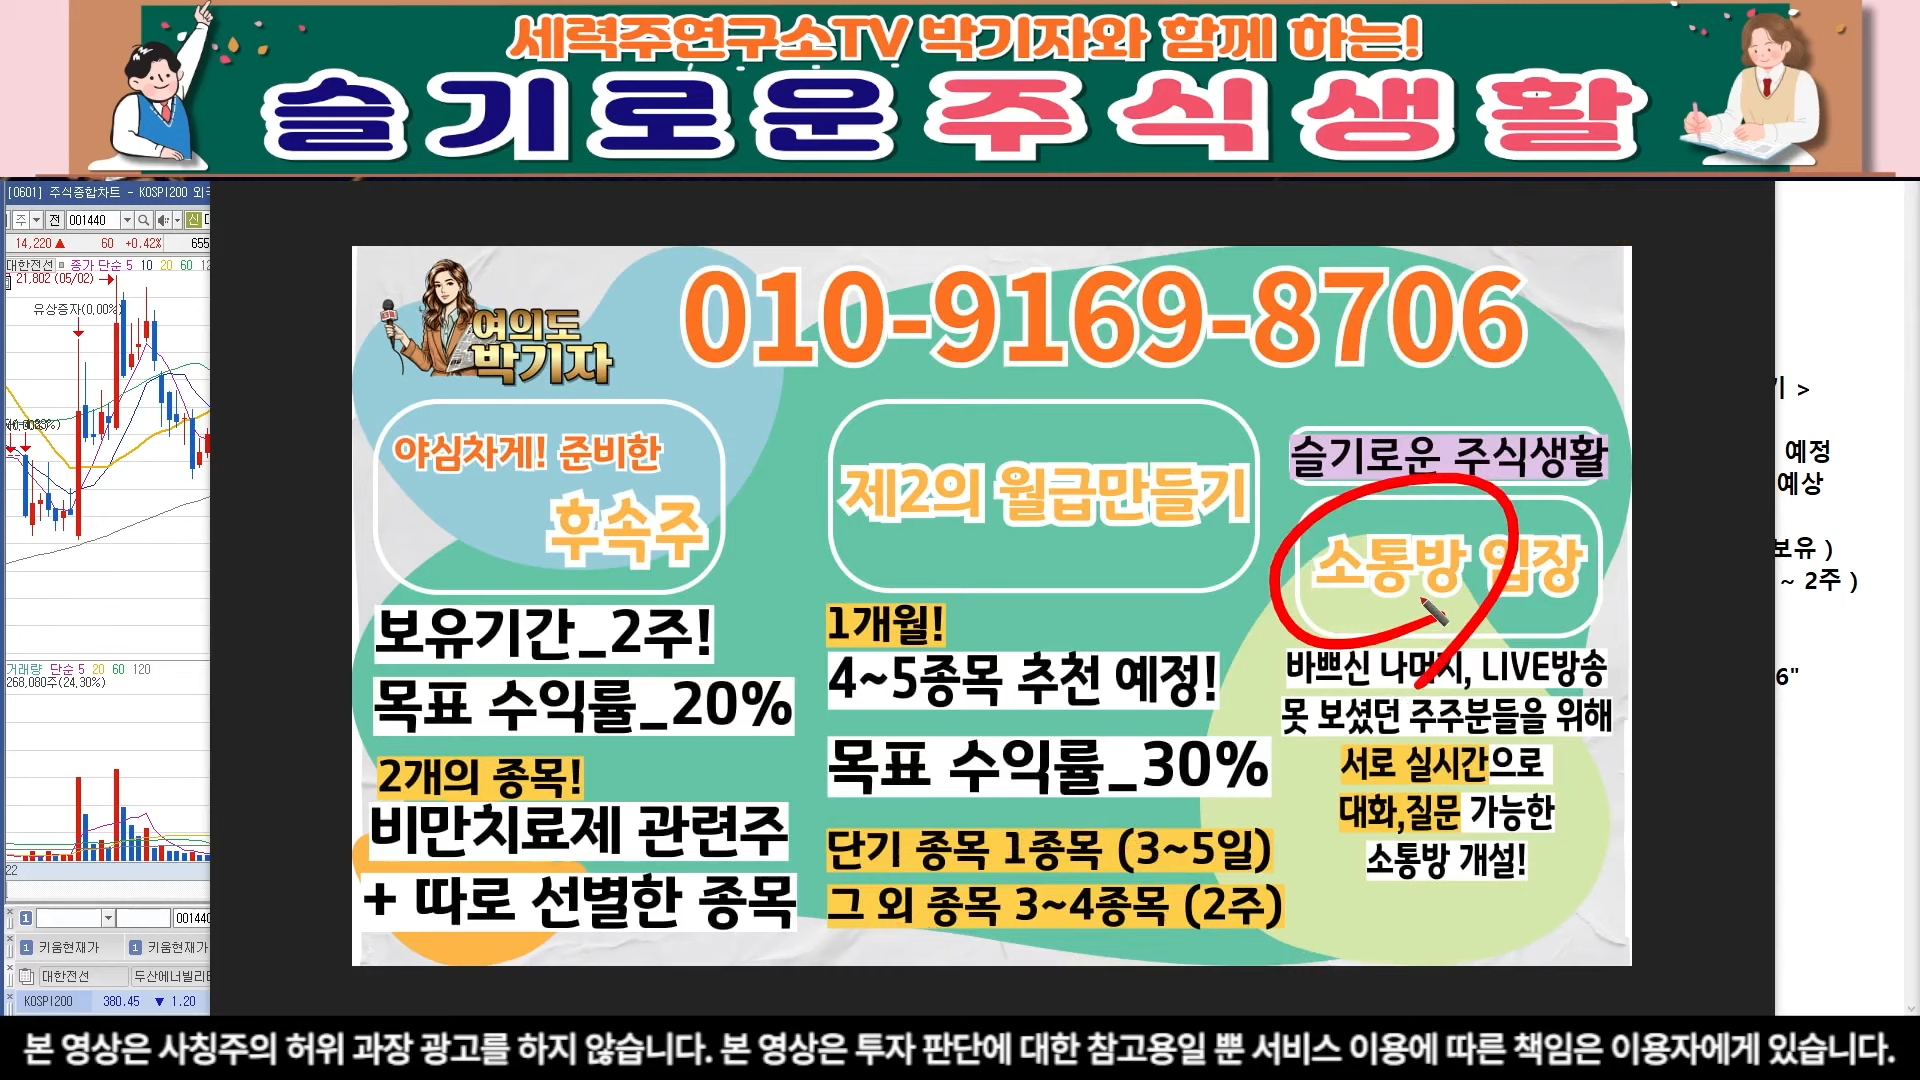 세력주연구소TV 박기자와 함께 하는!
슬기로운 주식생활
[0601] 주식종합차트 - KOSPI200 외국
주 전 001440 신
14,220 ▲ 60 +0.42% 655
대한전선 종가 단순 5 10 20 60 12
21,802 (05/02)
유상증자(0,00%)
거래량 단순 5 20 60 120
268,080주(24.30%)
22
1 00144
1 키움현재가 1 키움현재가
대한전선 두산에너빌리티
KOSPI200 380.45 ▼ 1.20
여의도
박기자
010-9169-8706
야심차게! 준비한
후속주
보유기간_2주!
목표 수익률_20%
2개의 종목!
비만치료제 관련주
+ 따로 선별한 종목
제2의 월급만들기
1개월!
4~5종목 추천 예정!
목표 수익률_30%
단기 종목 1종목 (3~5일)
그 외 종목 3~4종목 (2주)
슬기로운 주식생활
소통방 입장
바쁘신 나머지, LIVE방송
못 보셨던 주주분들을 위해
서로 실시간으로
대화,질문 가능한
소통방 개설!
기 >
예정
예상
보유 )
~ 2주 )
6"
본 영상은 사칭주의 허위 과장 광고를 하지 않습니다. 본 영상은 투자 판단에 대한 참고용일 뿐 서비스 이용에 따른 책임은 이용자에게 있습니다.